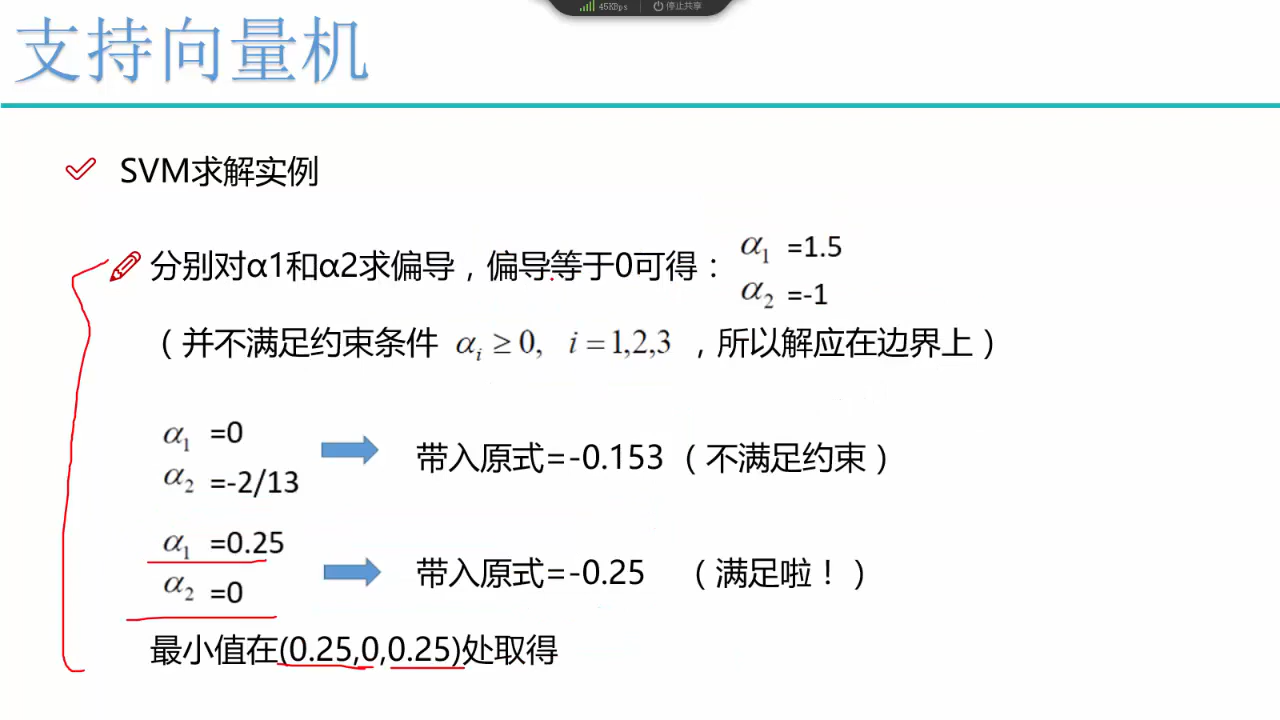 45KBps 停止共享
支持向量机
SVM求解实例
分别对α1和α2求偏导，偏导等于0可得： α1 =1.5
α2 =-1
（并不满足约束条件 αi ≥ 0, i = 1,2,3 ，所以解应在边界上）
α1 =0
α2 =-2/13
带入原式=-0.153（不满足约束）
α1 =0.25
α2 =0
带入原式=-0.25 （满足啦！）
最小值在(0.25,0,0.25)处取得